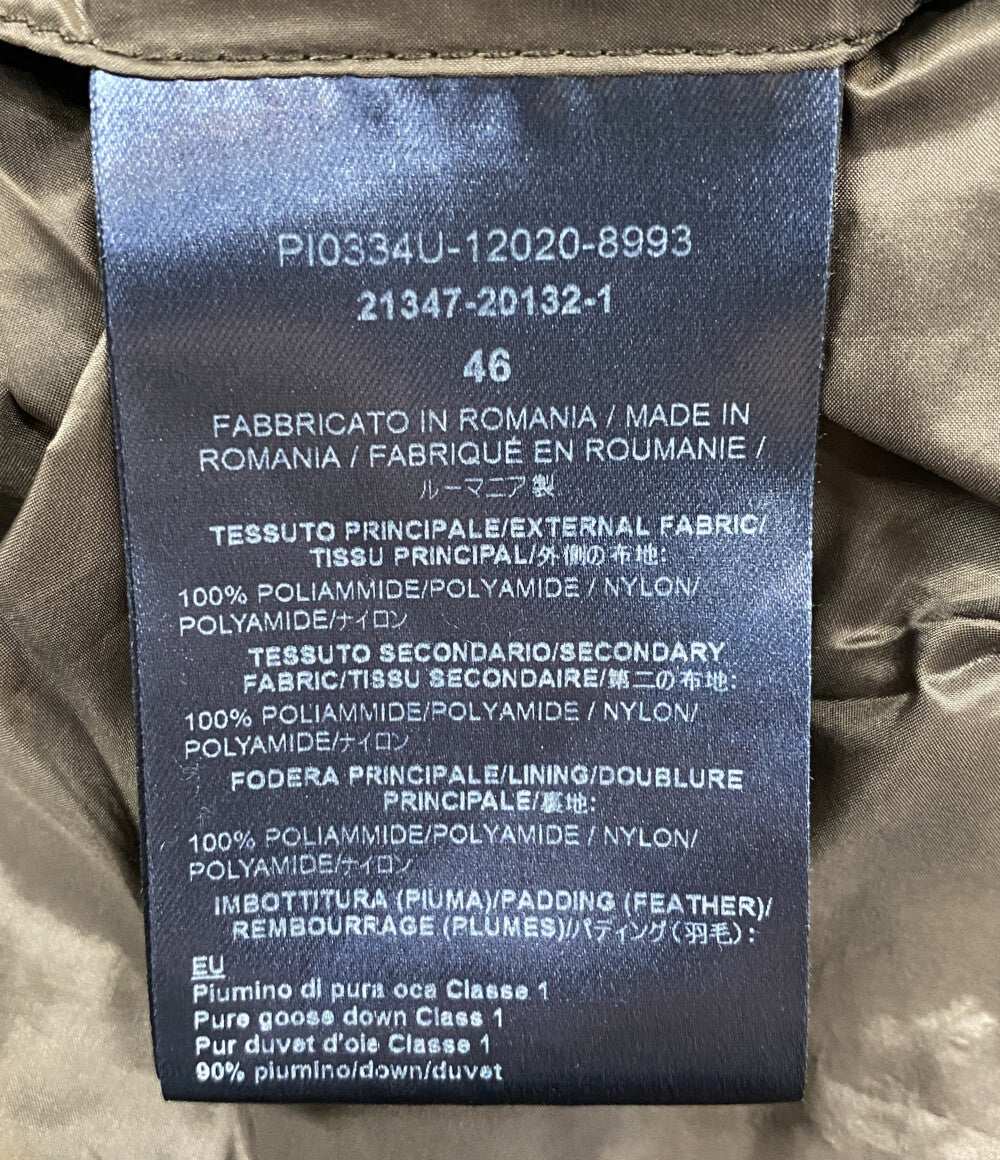 PI0334U-12020-8993
21347-20132-1
46
FABBRICATO IN ROMANIA / MADE IN
ROMANIA / FABRIQUÉ EN ROUMANIE /
ルーマニア製
TESSUTO PRINCIPALE/EXTERNAL FABRIC/
TISSU PRINCIPAL/外側の布地:
100% POLIAMMIDE/POLYAMIDE / NYLON/
POLYAMIDE/ナイロン
TESSUTO SECONDARIO/SECONDARY
FABRIC/TISSU SECONDAIRE/第二の布地:
100% POLIAMMIDE/POLYAMIDE / NYLON/
POLYAMIDE/ナイロン
FODERA PRINCIPALE/LINING/DOUBLURE
PRINCIPALE/裏地:
100% POLIAMMIDE/POLYAMIDE / NYLON/
POLYAMIDE/ナイロン
IMBOTTITURA (PIUMA)/PADDING (FEATHER)/
REMBOURRAGE (PLUMES)/パディング(羽毛):
EU
Piumino di pura oca Classe 1
Pure goose down Class 1
Pur duvet d'oie Classe 1
90% piumino/down/duvet